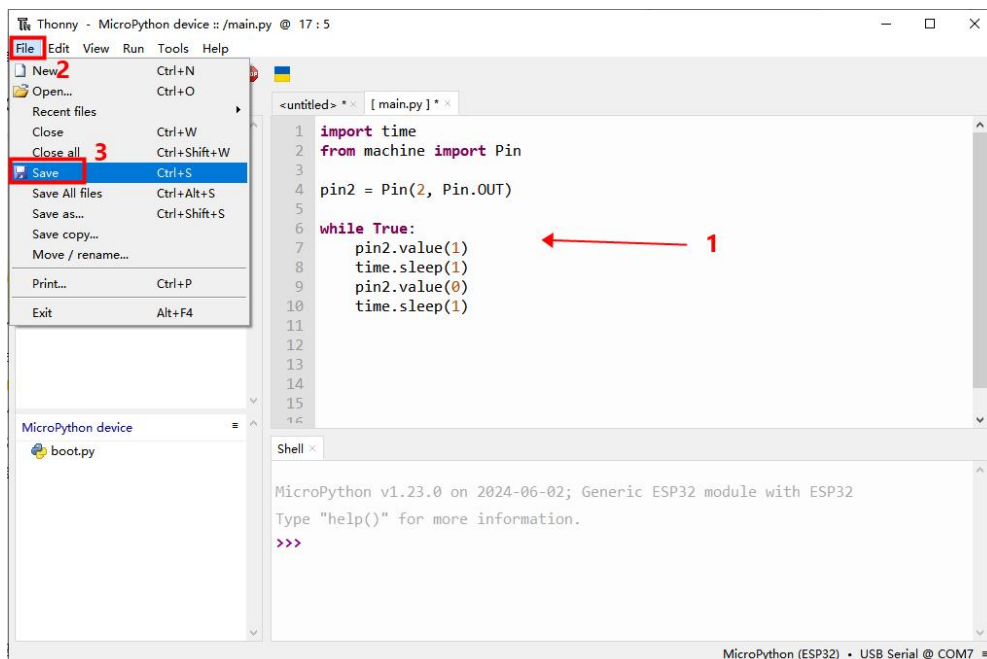 Thonny - MicroPython device :: /main.py @ 17 : 5
File Edit View Run Tools Help
2
New Ctrl+N
Open... Ctrl+O
Recent files
Close Ctrl+W
Close all Ctrl+Shift+W
3
Save Ctrl+S
Save All files Ctrl+Alt+S
Save as... Ctrl+Shift+S
Save copy...
Move / rename...
Print... Ctrl+P
Exit Alt+F4
<untitled> * × [ main.py ] * ×
1 import time
2 from machine import Pin
3
4 pin2 = Pin(2, Pin.OUT)
5
6 while True:
7     pin2.value(1)
8     time.sleep(1)
9     pin2.value(0)
10     time.sleep(1)
11
12
13
14
15
16
1
MicroPython device
boot.py
Shell ×
MicroPython v1.23.0 on 2024-06-02; Generic ESP32 module with ESP32
Type "help()" for more information.
>>>
MicroPython (ESP32) • USB Serial @ COM7 ≡